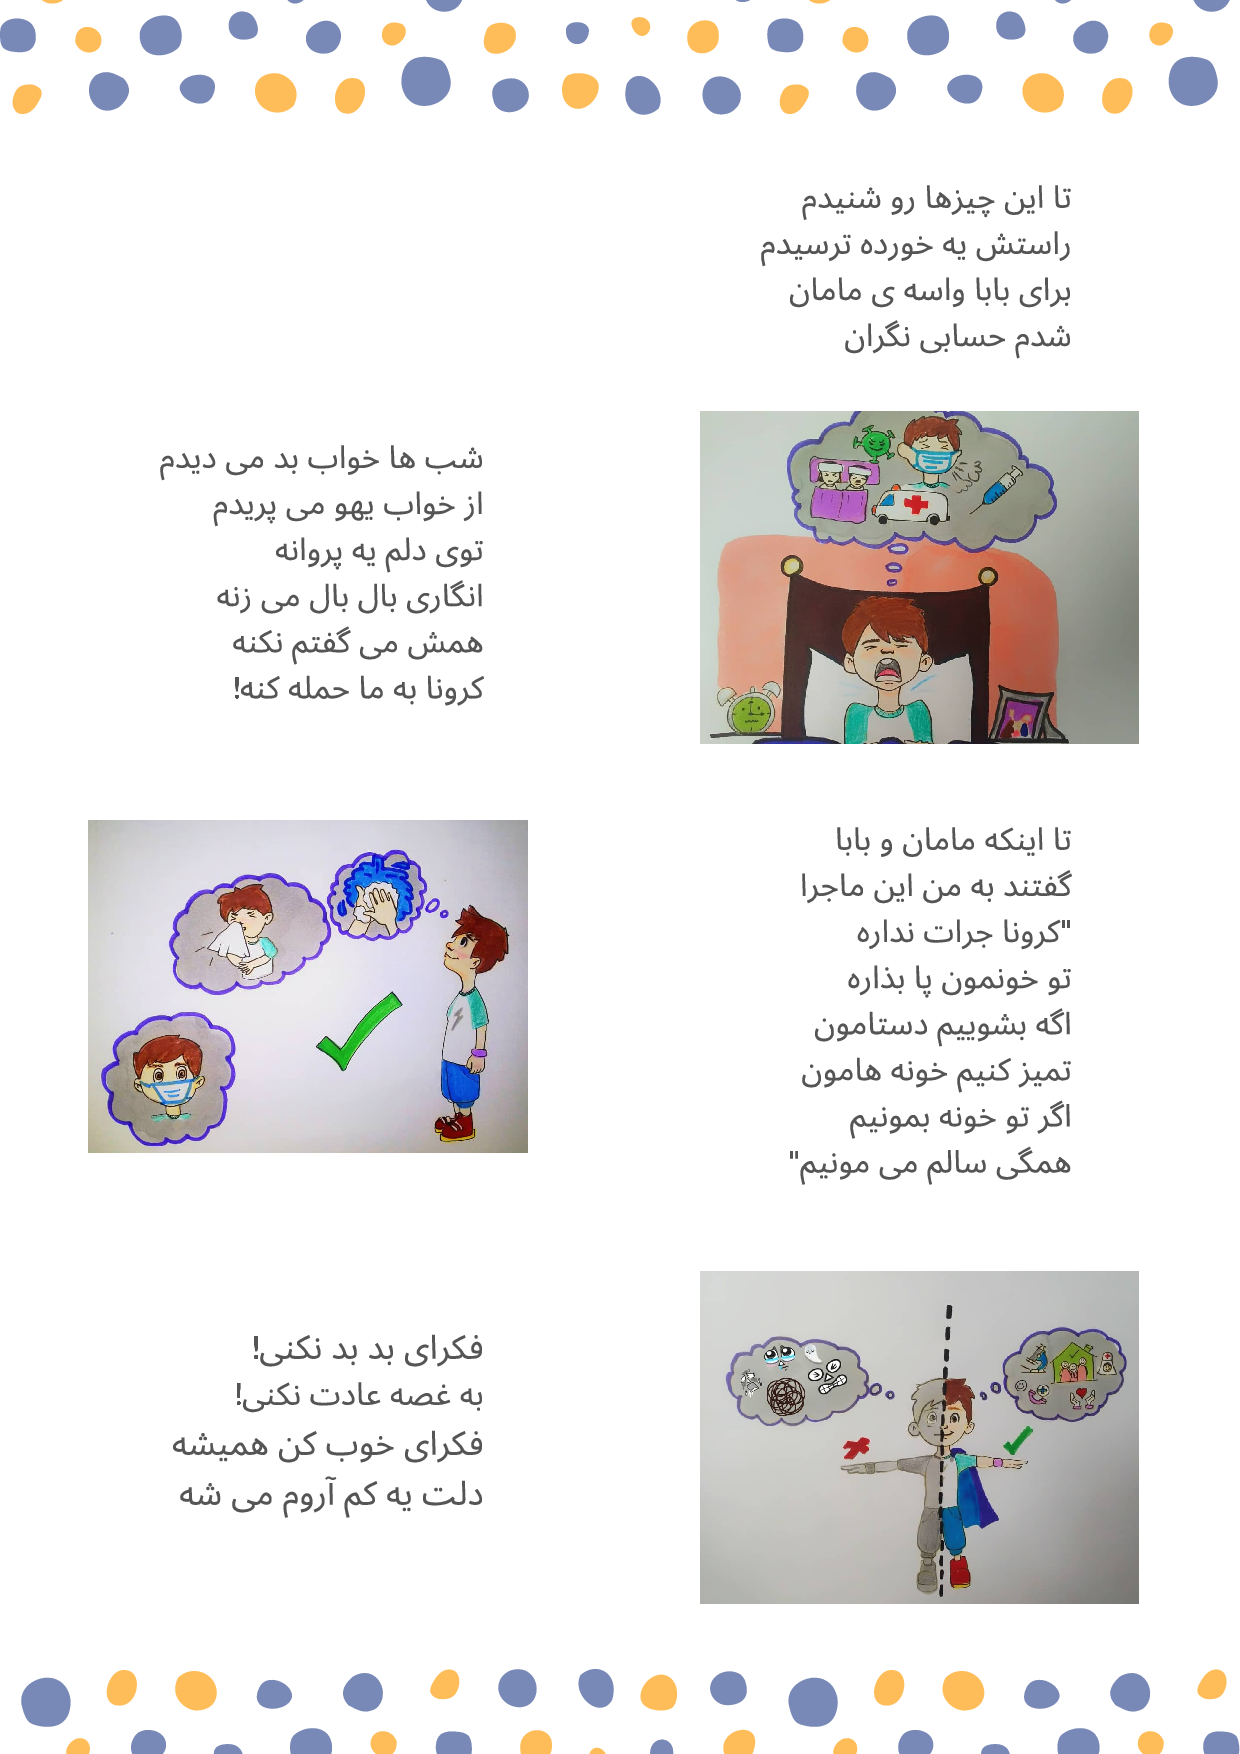 تا این چیزها رو شنیدم
راستش یه خورده ترسیدم
برای بابا واسه ی مامان
شدم حسابی نگران
شب ها خواب بد می دیدم
از خواب یهو می پریدم
توی دلم یه پروانه
انگاری بال بال می زنه
همش می گفتم نکنه
کرونا به ما حمله کنه!
تا اینکه مامان و بابا
گفتند به من این ماجرا
"کرونا جرات نداره
تو خونمون پا بذاره
اگه بشوییم دستامون
تمیز کنیم خونه هامون
اگر تو خونه بمونیم
همگی سالم می مونیم"
فکرای بد بد نکنی!
به غصه عادت نکنی!
فکرای خوب کن همیشه
دلت یه کم آروم می شه